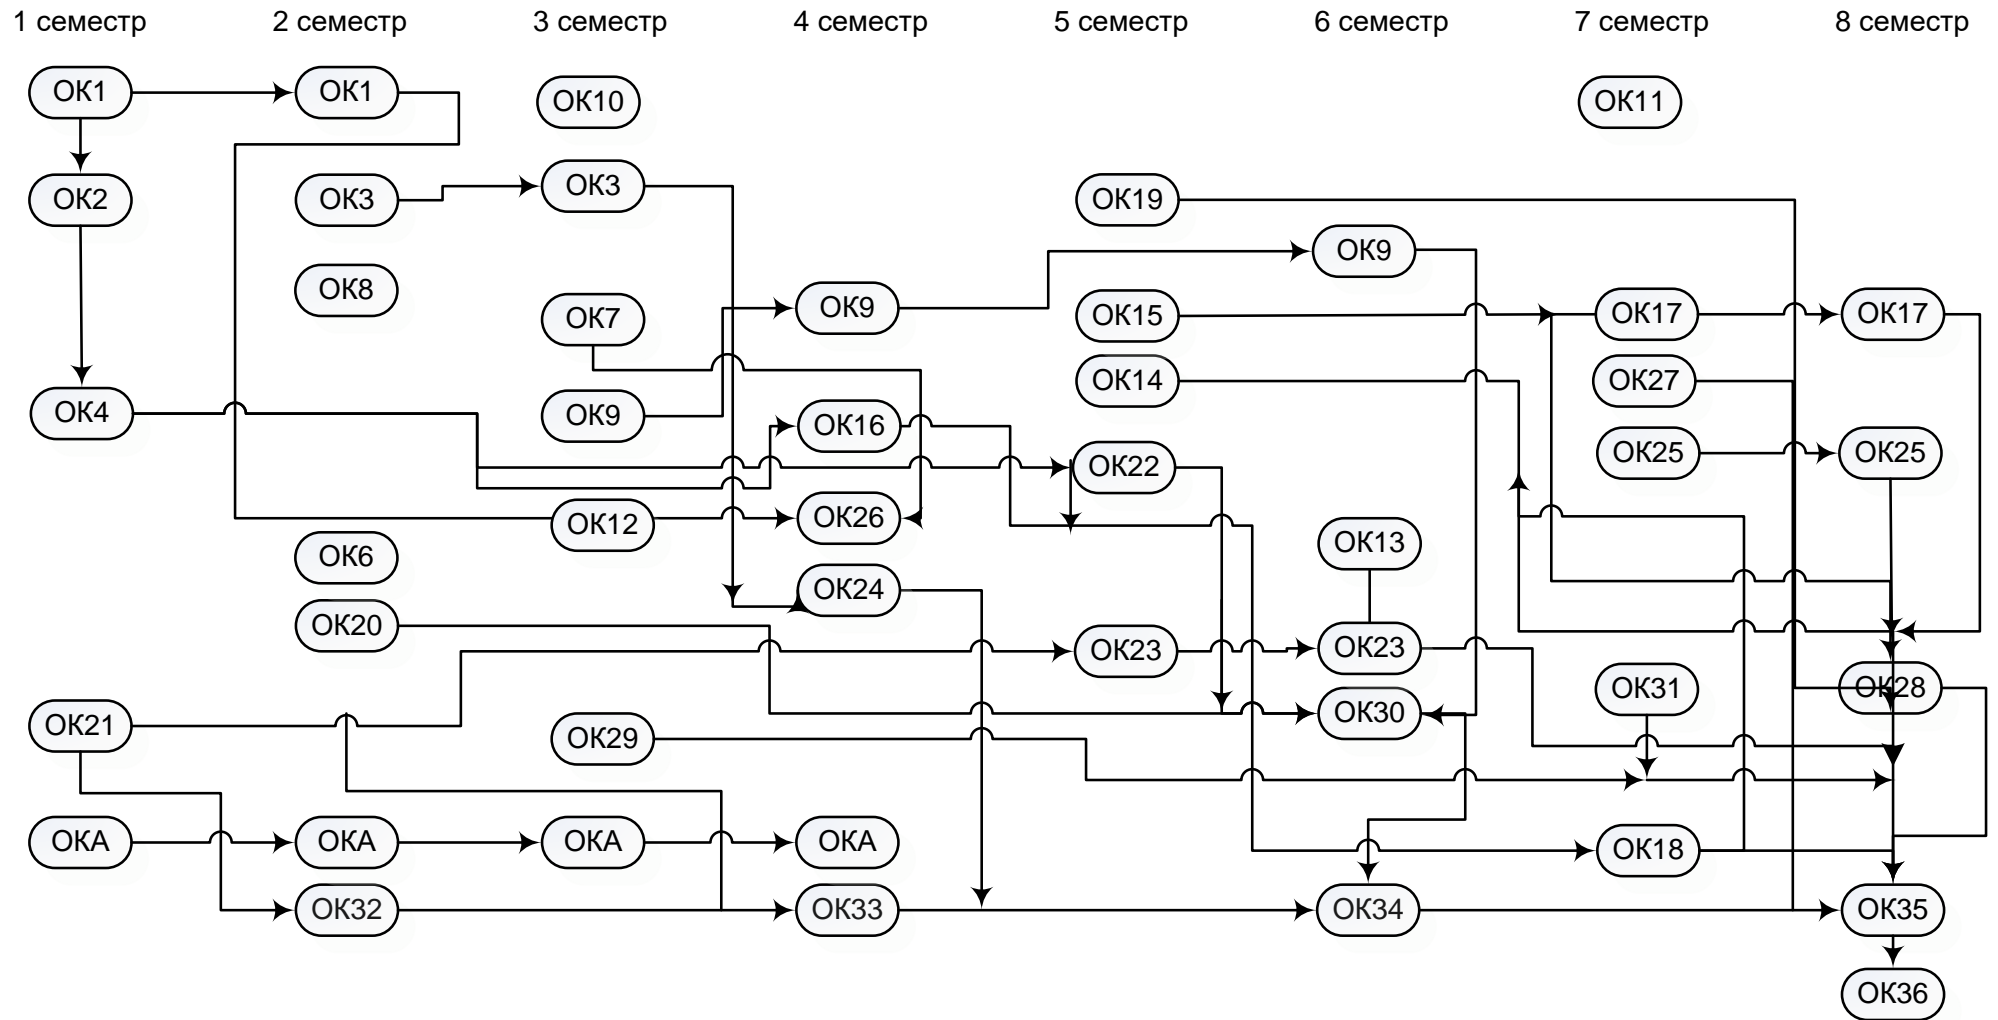 1 семестр 2 семестр 3 семестр 4 семестр 5 семестр 6 семестр 7 семестр 8 семестр
ОК1 ОК1 ОК10 ОК11
ОК2 ОК3 ОК3 ОК19
ОК9
ОК8 ОК7 ОК9 ОК15 ОК17 ОК17
ОК14 ОК27
ОК4 ОК9 ОК16
ОК22 ОК25 ОК25
ОК12 ОК26
ОК6 ОК13
ОК24
ОК20 ОК23 ОК23
ОК31 ОК28
ОК21 ОК29 ОК30
ОКА ОКА ОКА ОКА ОК18
ОК32 ОК33 ОК34 ОК35
ОК36